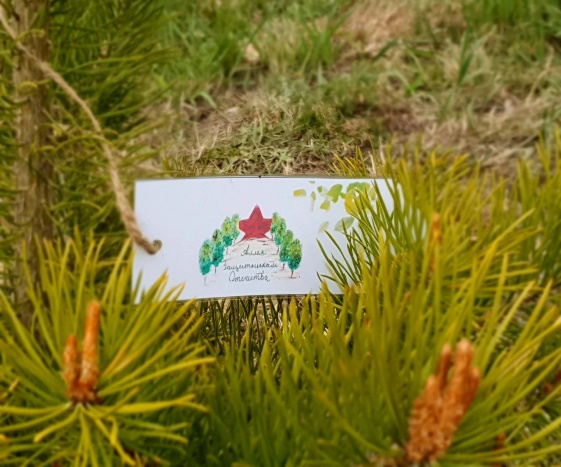 Аллея
Защитникам
Отечества